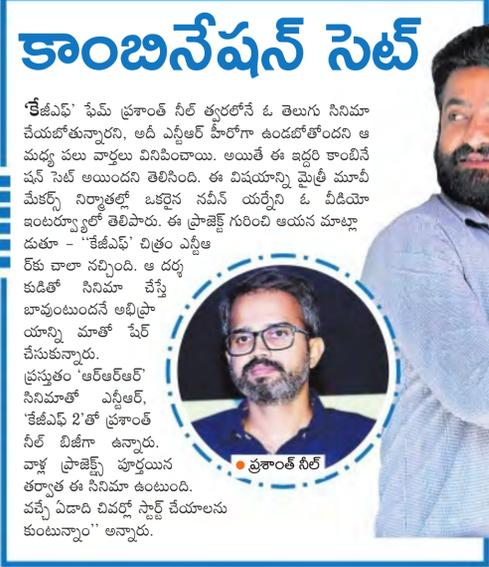 కాంబినేషన్ సెట్
'కేజీఎఫ్' ఫేమ్ ప్రశాంత్ నీల్ త్వరలోనే ఓ తెలుగు సినిమా
చేయబోతున్నారని, అదీ ఎన్టీఆర్ హీరోగా ఉండబోతోందని ఆ
మధ్య పలు వార్తలు వినిపించాయి. అయితే ఈ ఇద్దరి కాంబినే
షన్ సెట్ అయిందని తెలిసింది. ఈ విషయాన్ని మైత్రీ మూవీ
మేకర్స్ నిర్మాతల్లో ఒకరైన నవీన్ యర్నేని ఓ వీడియో
ఇంటర్వ్యూలో తెలిపారు. ఈ ప్రాజెక్ట్ గురించి ఆయన మాట్లా
డుతూ – ''కేజీఎఫ్' చిత్రం ఎన్టీఆ
ర్‌కు చాలా నచ్చింది. ఆ దర్శ
కుడితో సినిమా చేస్తే
బావుంటుందనే అభిప్రా
యాన్ని మాతో షేర్
చేసుకున్నారు.
ప్రస్తుతం 'ఆర్ఆర్ఆర్'
సినిమాతో ఎన్టీఆర్,
'కేజీఎఫ్ 2'తో ప్రశాంత్
నీల్ బిజీగా ఉన్నారు.
వాళ్ల ప్రాజెక్ట్స్ పూర్తయిన
తర్వాత ఈ సినిమా ఉంటుంది.
వచ్చే ఏడాది చివర్లో స్టార్ట్ చేయాలను
కుంటున్నాం'' అన్నారు.
ప్రశాంత్ నీల్